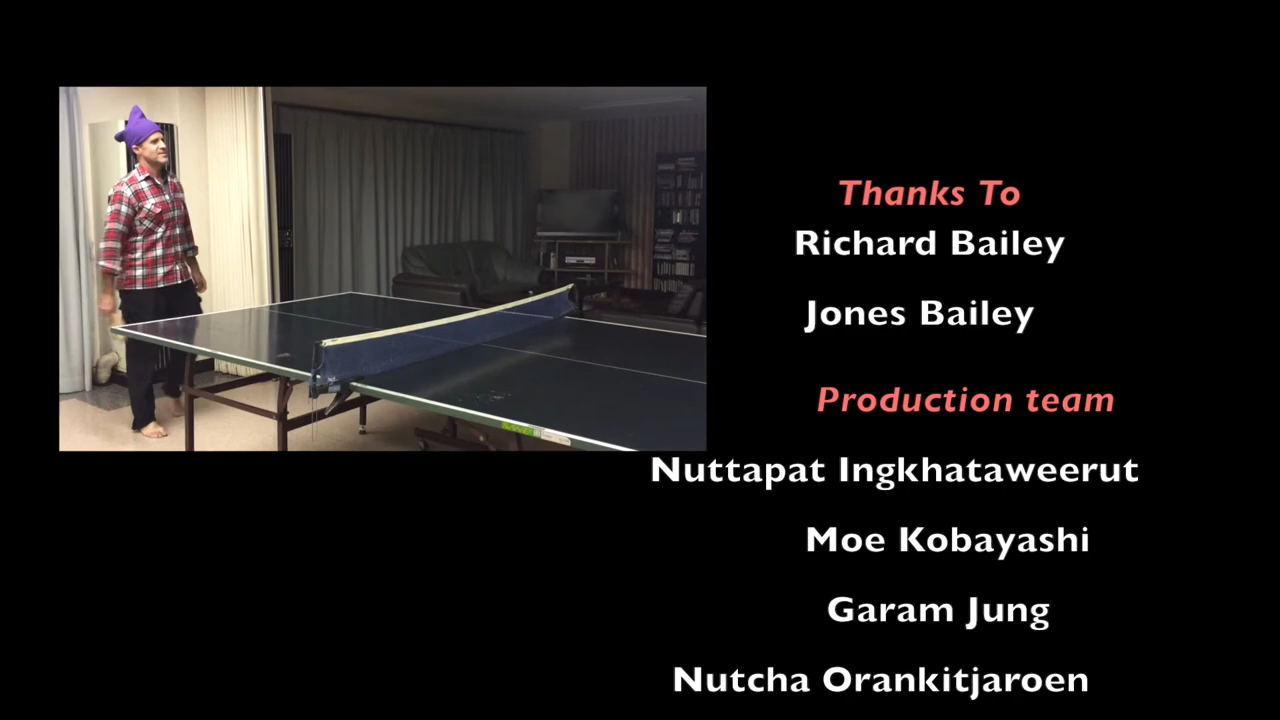 Thanks To
Richard Bailey
Jones Bailey
Production team
Nuttapat Ingkhataweerut
Moe Kobayashi
Garam Jung
Nutcha Orankitjaroen